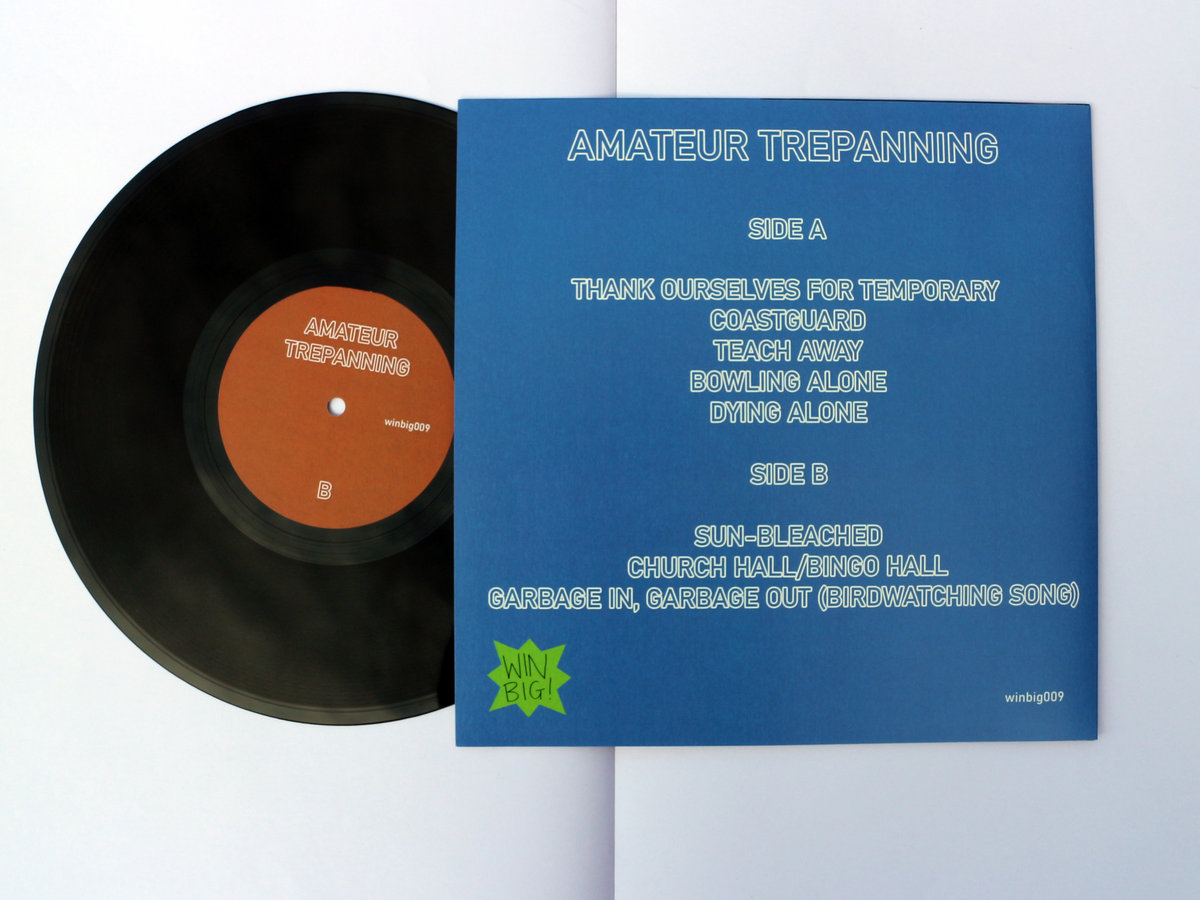 AMATEUR
TREPANNING
winbig009
B
AMATEUR TREPANNING
SIDE A
THANK OURSELVES FOR TEMPORARY
COASTGUARD
TEACH AWAY
BOWLING ALONE
DYING ALONE
SIDE B
SUN-BLEACHED
CHURCH HALL/BINGO HALL
GARBAGE IN, GARBAGE OUT (BIRDWATCHING SONG)
WIN
BIG!
winbig009